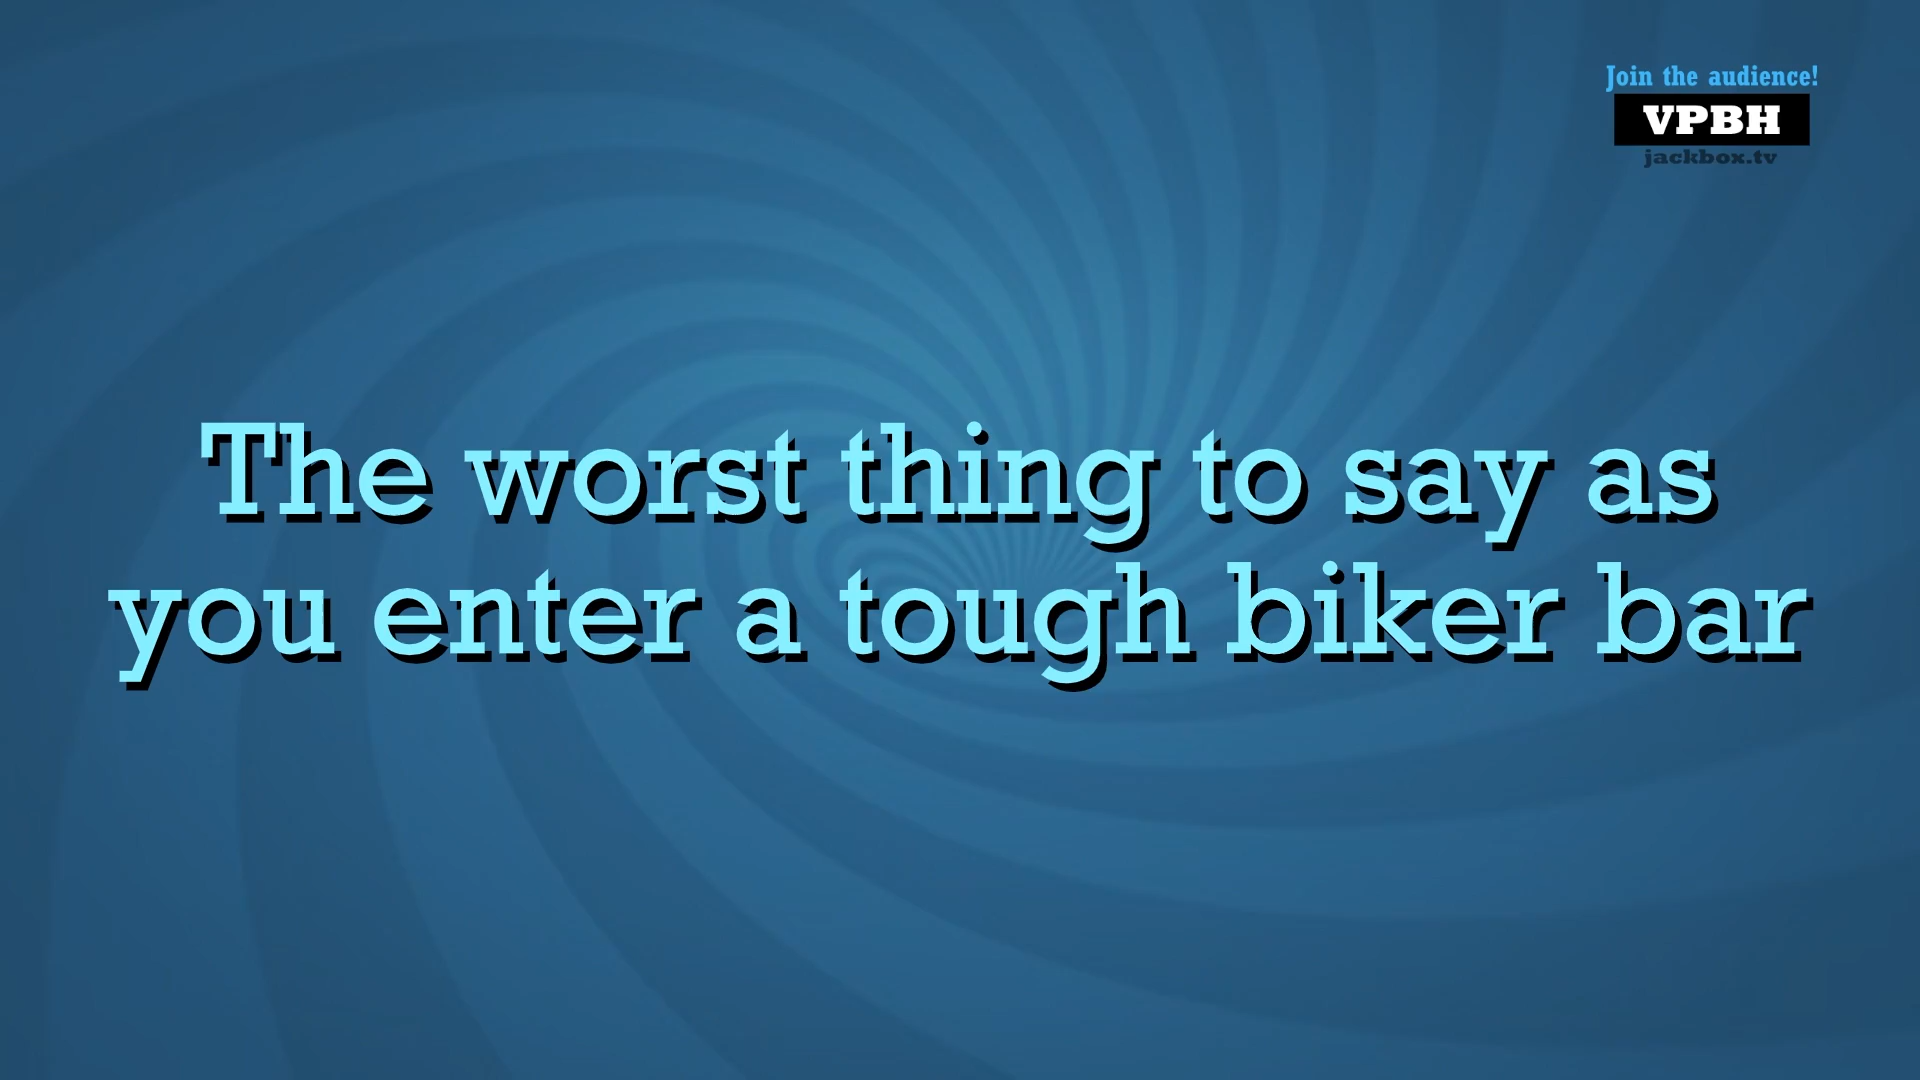 Join the audience!
VPBH
jackbox.tv
The worst thing to say as
you enter a tough biker bar